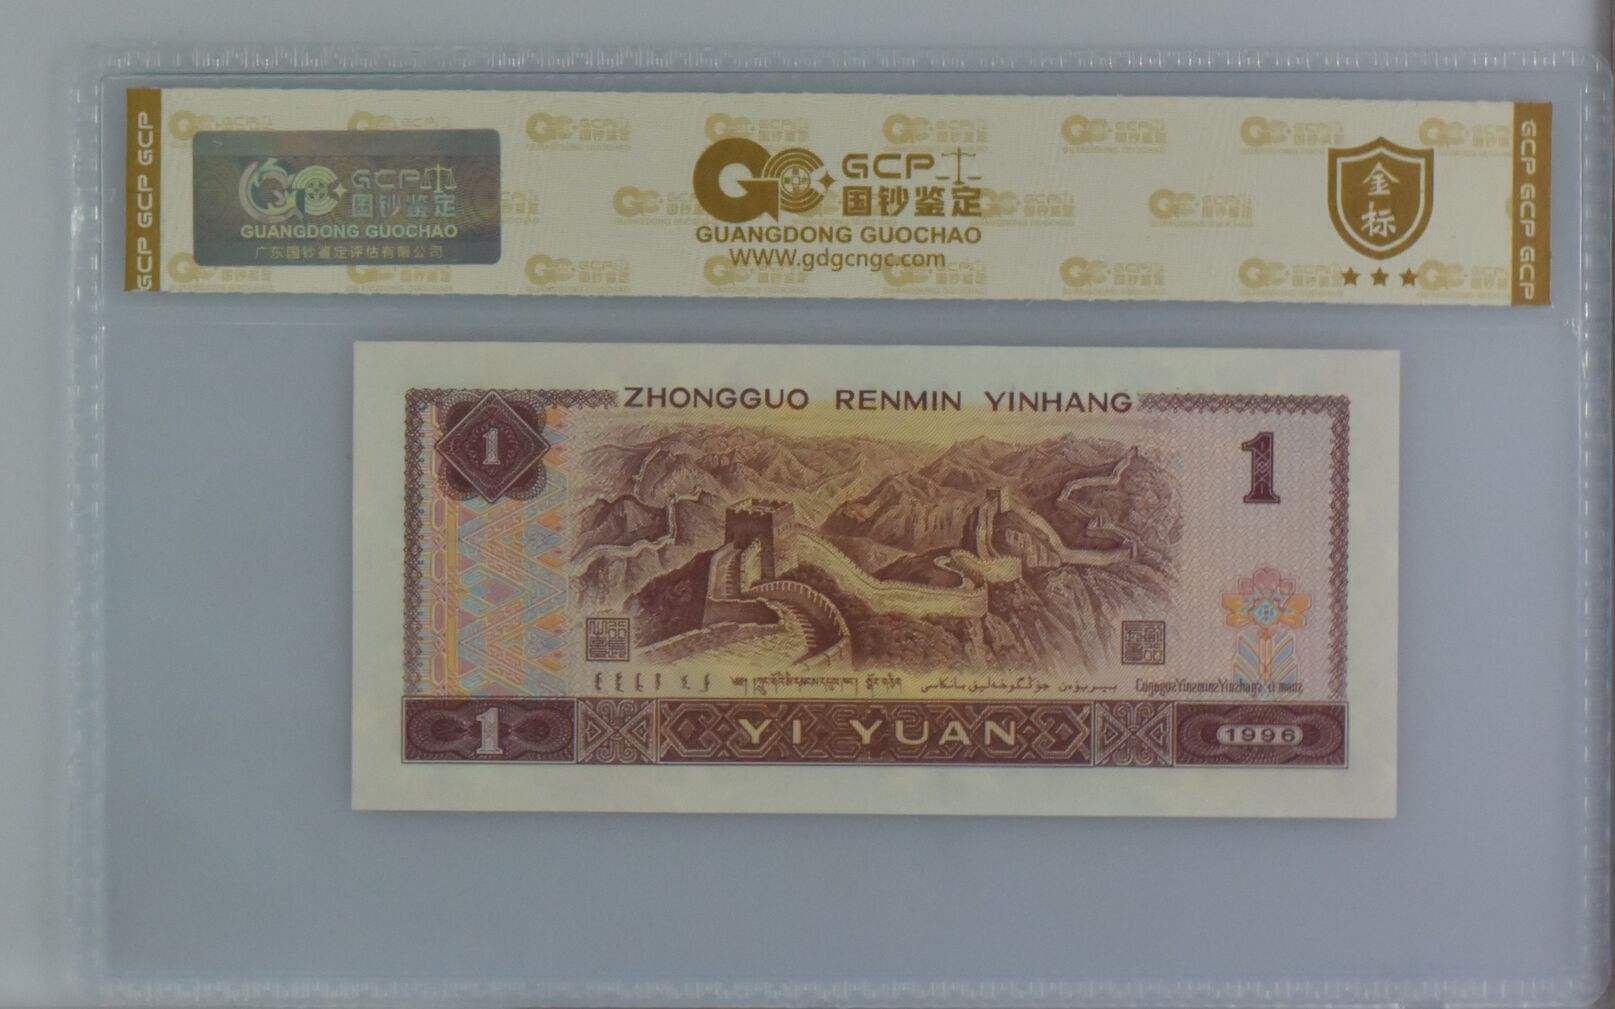 GCP GCP GCP
GCP
国钞鉴定
GUANGDONG GUOCHAO
广东国钞鉴定评估有限公司
GCP
国钞鉴定
GUANGDONG GUOCHAO
WWW.gdgcngc.com
金
标
GCP GCP GCP
ZHONGGUO RENMIN YINHANG
1
1
1
YI YUAN
1996